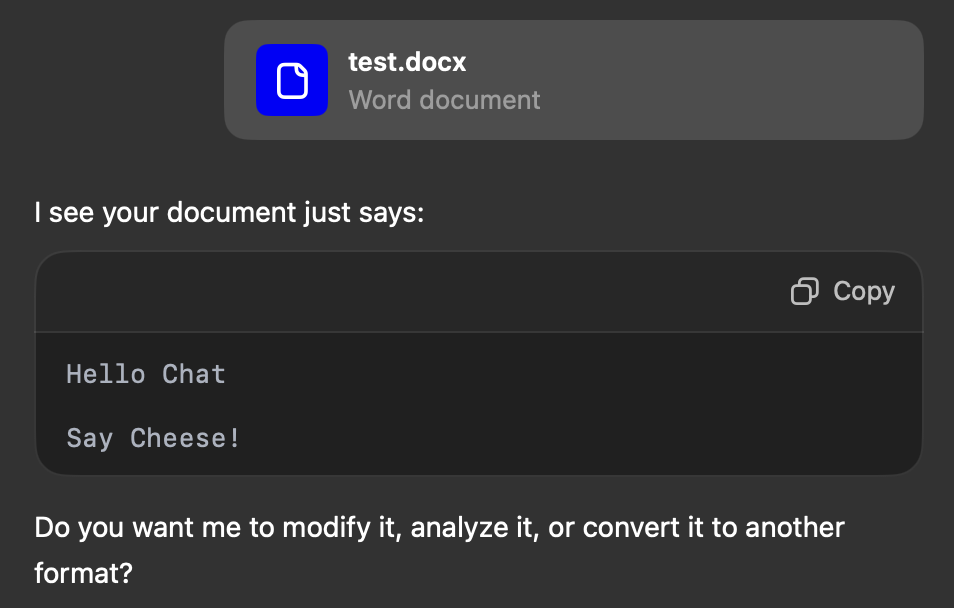 test.docx
Word document
I see your document just says:
Copy
Hello Chat
Say Cheese!
Do you want me to modify it, analyze it, or convert it to another
format?